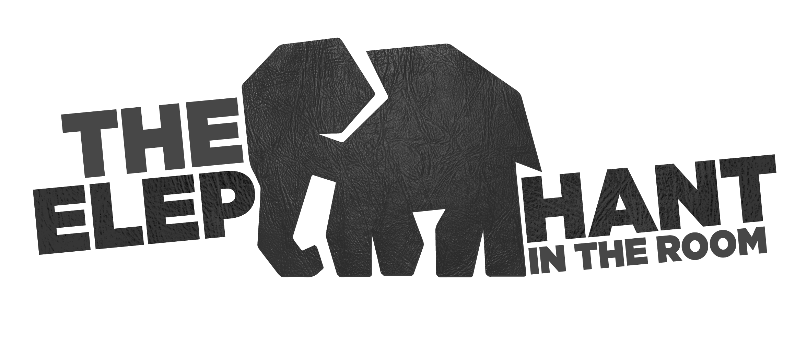 THE
ELEPHANT
IN THE ROOM